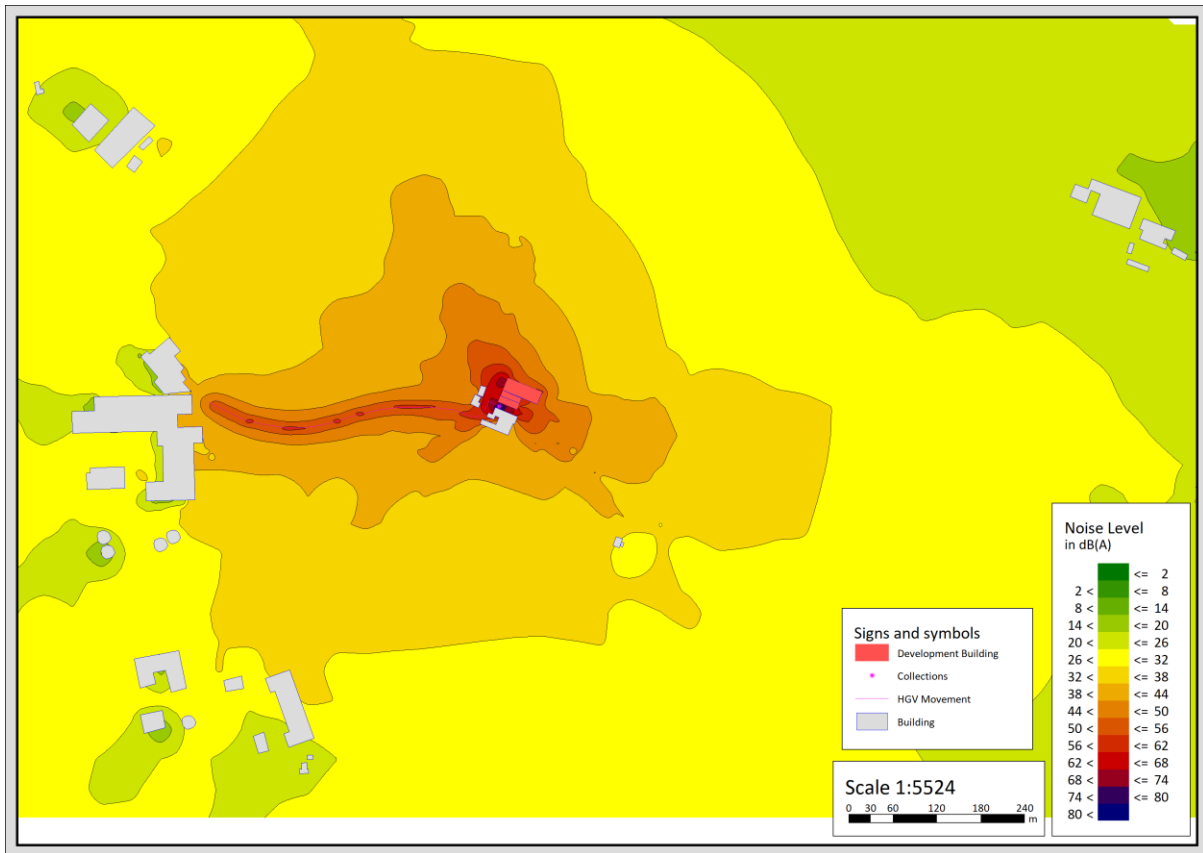 Noise Level
in dB(A)
<= 2
2 < <= 8
8 < <= 14
14 < <= 20
20 < <= 26
26 < <= 32
32 < <= 38
38 < <= 44
44 < <= 50
50 < <= 56
56 < <= 62
62 < <= 68
68 < <= 74
74 < <= 80
80 <
Signs and symbols
Development Building
Collections
HGV Movement
Building
Scale 1:5524
0 30 60 120 180 240
m